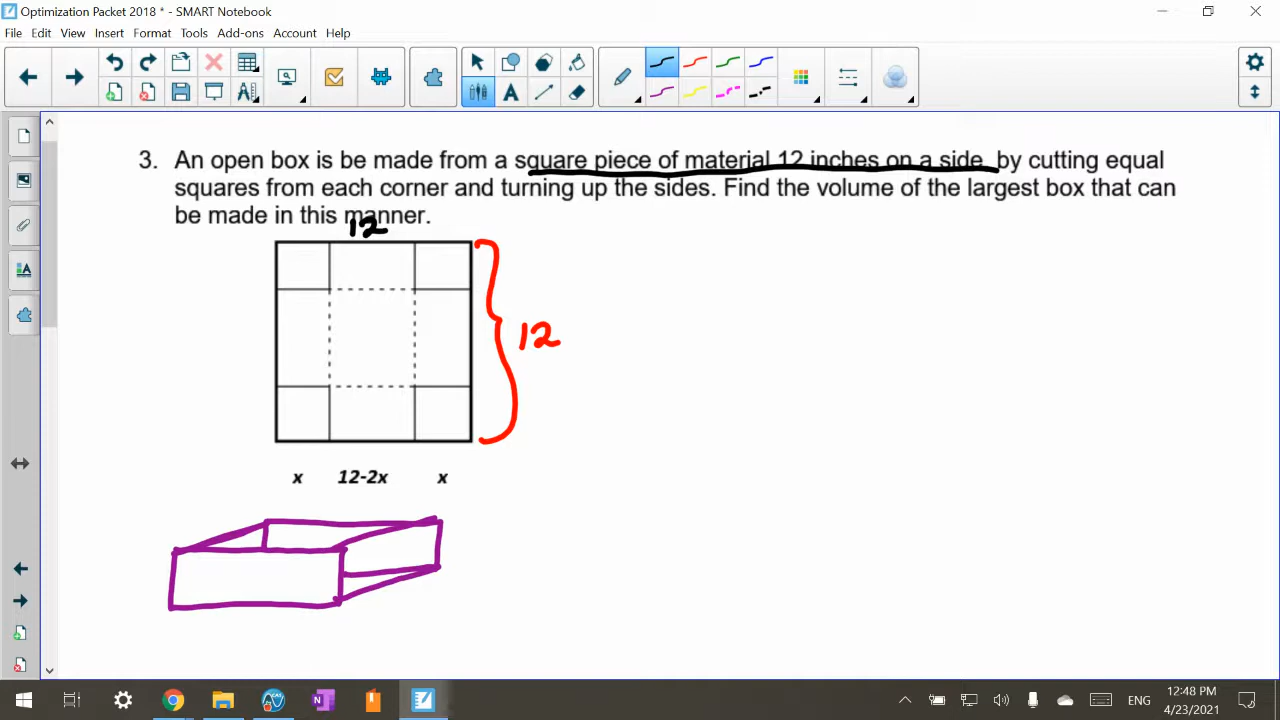 Optimization Packet 2018 * - SMART Notebook
File Edit View Insert Format Tools Add-ons Account Help
3. An open box is be made from a square piece of material 12 inches on a side, by cutting equal
squares from each corner and turning up the sides. Find the volume of the largest box that can
be made in this manner.
12
12
x 12-2x x
12:48 PM
ENG
4/23/2021